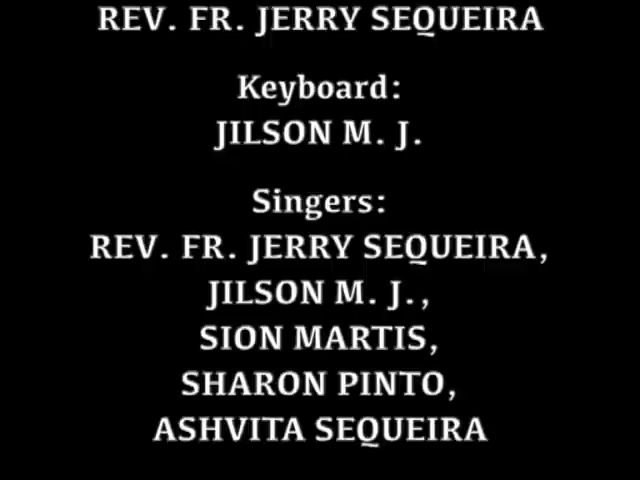 REV. FR. JERRY SEQUEIRA
Keyboard:
JILSON M. J.
Singers:
REV. FR. JERRY SEQUEIRA,
JILSON M. J.,
SION MARTIS,
SHARON PINTO,
ASHVITA SEQUEIRA